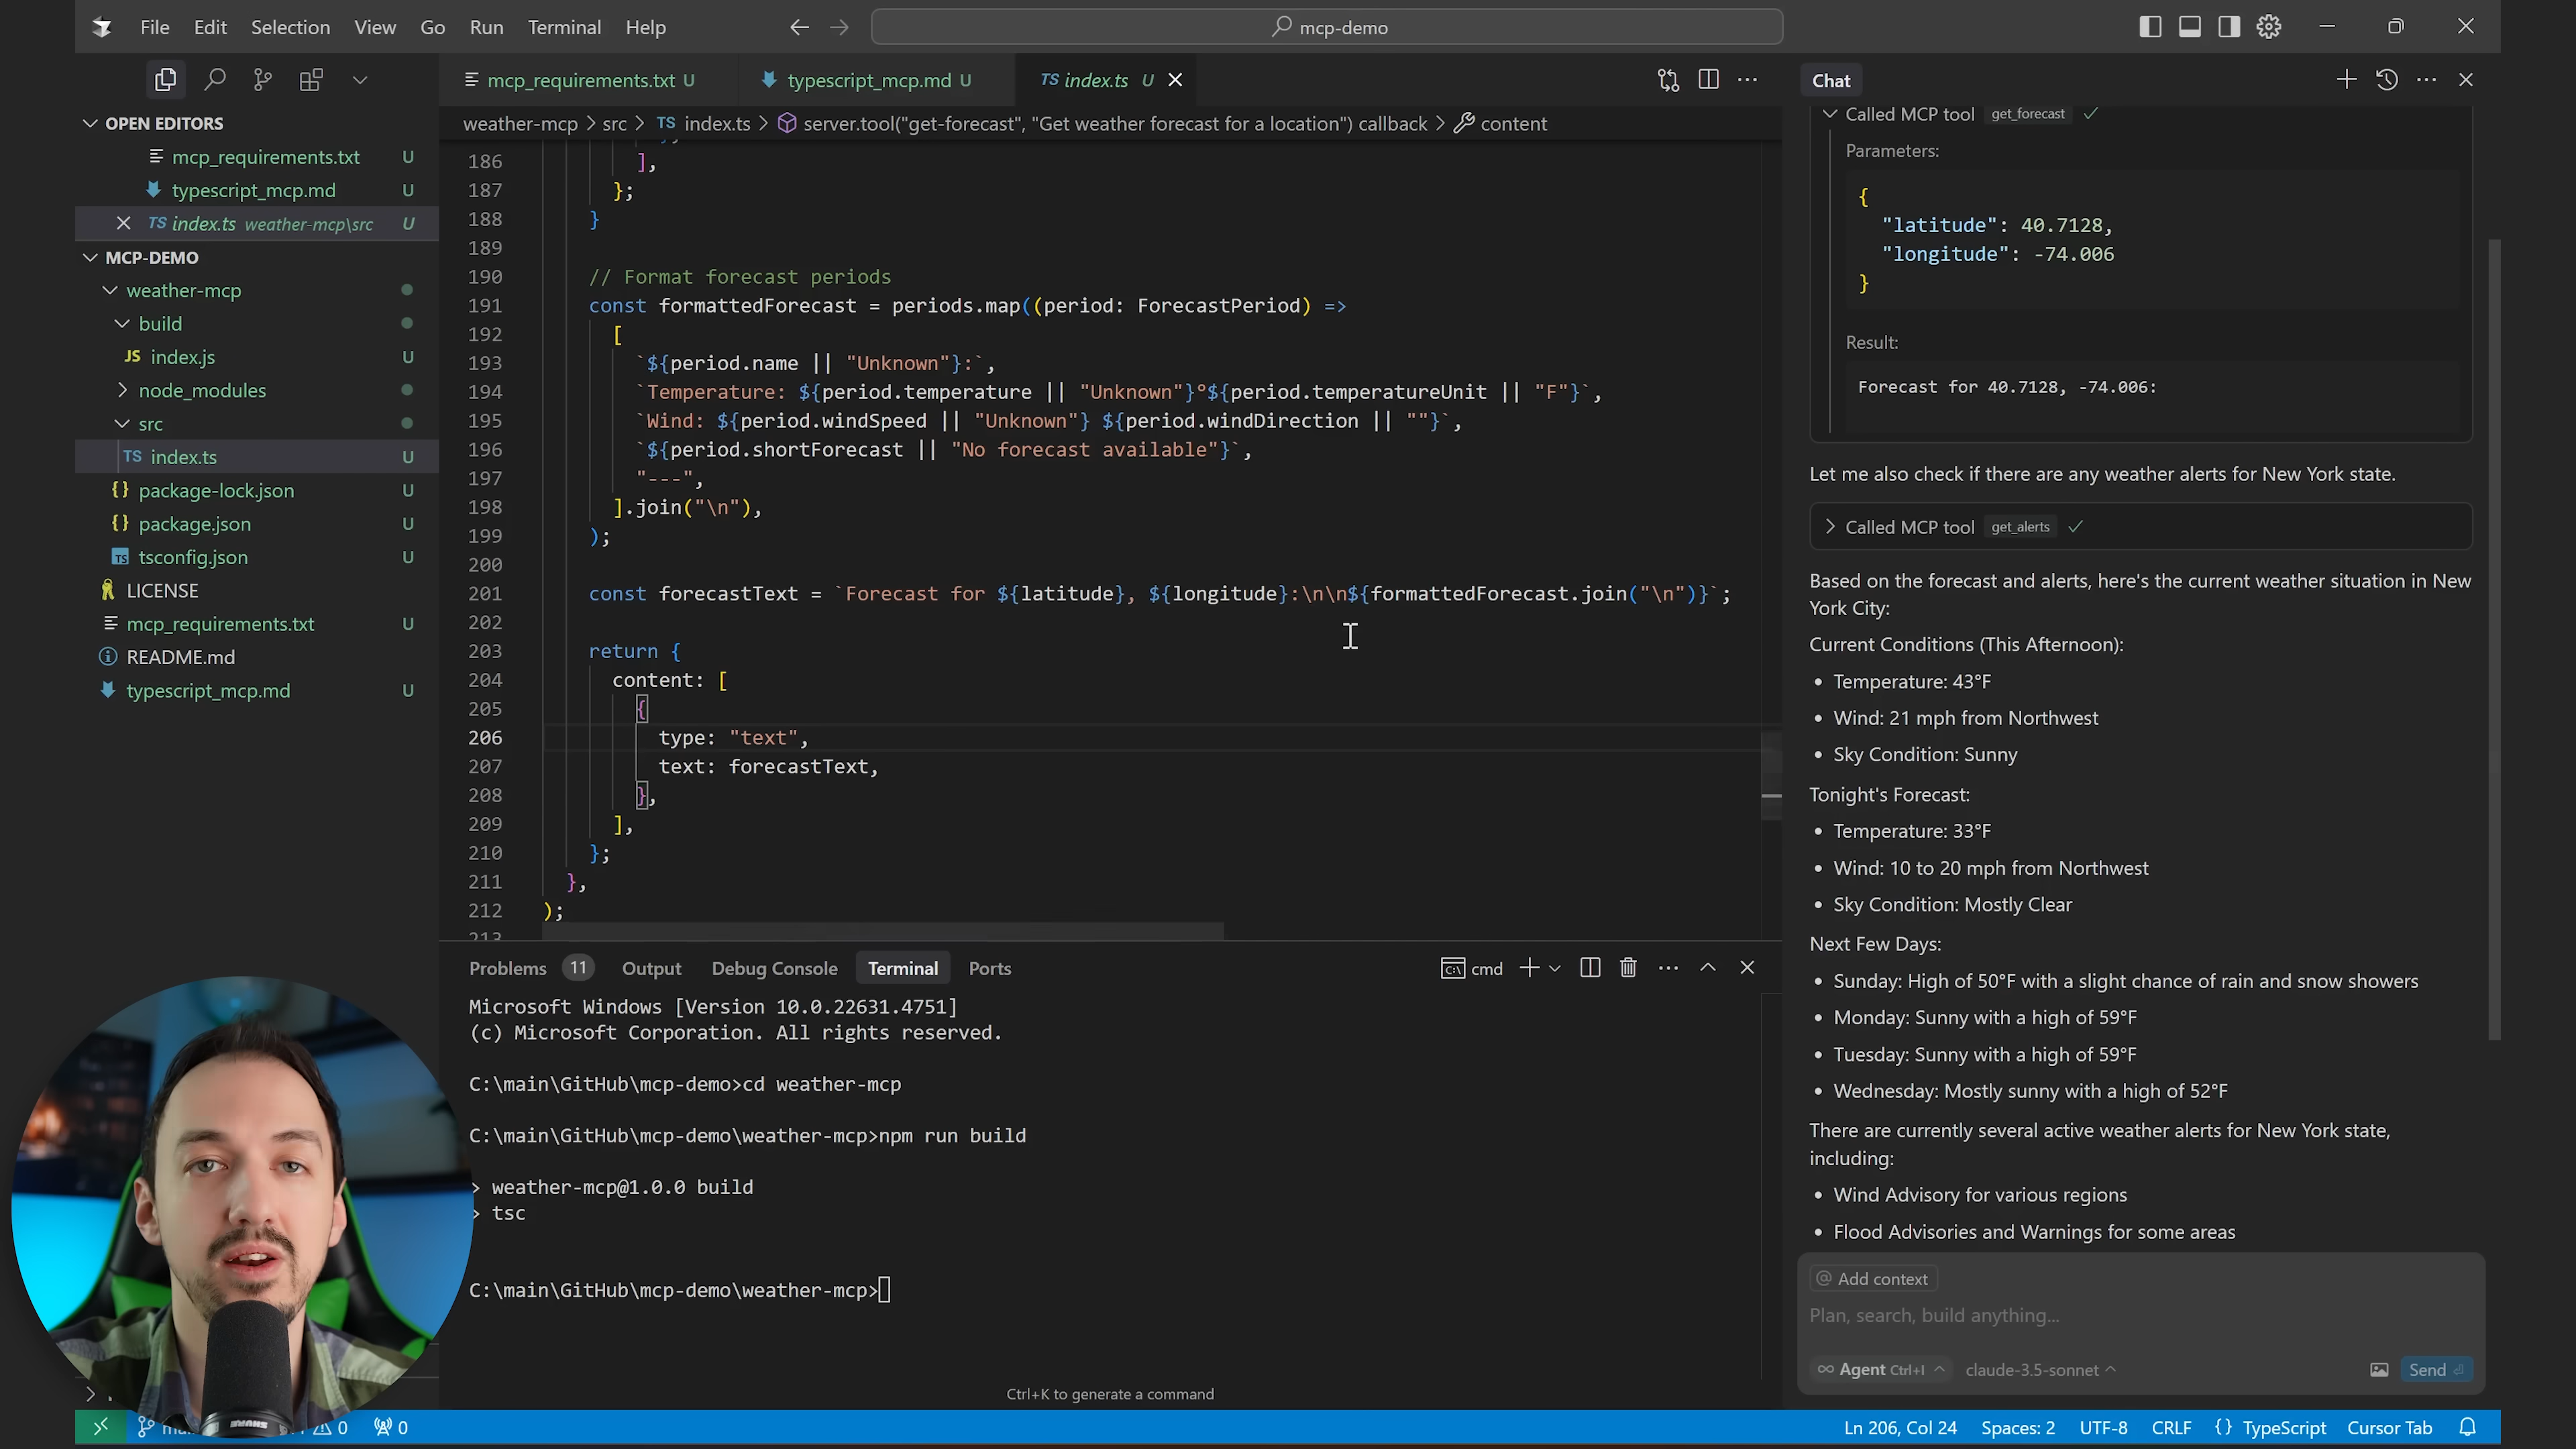 File Edit Selection View Go Run Terminal Help
mcp-demo
mcp_requirements.txt U
typescript_mcp.md U
TS index.ts U
Chat
OPEN EDITORS
mcp_requirements.txt U
typescript_mcp.md U
TS index.ts weather-mcp\src U
MCP-DEMO
weather-mcp
build
JS index.js U
node_modules
src
TS index.ts U
package-lock.json U
package.json U
tsconfig.json U
LICENSE
mcp_requirements.txt U
README.md
typescript_mcp.md U
weather-mcp > src > TS index.ts > server.tool("get-forecast", "Get weather forecast for a location") callback > content
186 ],
187 };
188 }
189
190 // Format forecast periods
191 const formattedForecast = periods.map((period: ForecastPeriod) =>
192 [
193 `${period.name || "Unknown"}:`,
194 `Temperature: ${period.temperature || "Unknown"}°${period.temperatureUnit || "F"}`,
195 `Wind: ${period.windSpeed || "Unknown"} ${period.windDirection || ""}`,
196 `${period.shortForecast || "No forecast available"}`,
197 "---",
198 ].join("\n"),
199 );
200
201 const forecastText = `Forecast for ${latitude}, ${longitude}:\n\n${formattedForecast.join("\n")}`;
202
203 return {
204 content: [
205 {
206 type: "text",
207 text: forecastText,
208 },
209 ],
210 };
211 },
212 );
213
Problems 11 Output Debug Console Terminal Ports
cmd
Microsoft Windows [Version 10.0.22631.4751]
(c) Microsoft Corporation. All rights reserved.
C:\main\GitHub\mcp-demo>cd weather-mcp
C:\main\GitHub\mcp-demo\weather-mcp>npm run build
> weather-mcp@1.0.0 build
> tsc
C:\main\GitHub\mcp-demo\weather-mcp>
Ctrl+K to generate a command
Called MCP tool get_forecast
Parameters:
{
"latitude": 40.7128,
"longitude": -74.006
}
Result:
Forecast for 40.7128, -74.006:
Let me also check if there are any weather alerts for New York state.
Called MCP tool get_alerts
Based on the forecast and alerts, here's the current weather situation in New
York City:
Current Conditions (This Afternoon):
• Temperature: 43°F
• Wind: 21 mph from Northwest
• Sky Condition: Sunny
Tonight's Forecast:
• Temperature: 33°F
• Wind: 10 to 20 mph from Northwest
• Sky Condition: Mostly Clear
Next Few Days:
• Sunday: High of 50°F with a slight chance of rain and snow showers
• Monday: Sunny with a high of 59°F
• Tuesday: Sunny with a high of 59°F
• Wednesday: Mostly sunny with a high of 52°F
There are currently several active weather alerts for New York state,
including:
• Wind Advisory for various regions
• Flood Advisories and Warnings for some areas
@ Add context
Plan, search, build anything...
∞ Agent Ctrl+I claude-3.5-sonnet
Send
SHURE
0 0
Ln 206, Col 24 Spaces: 2 UTF-8 CRLF {} TypeScript Cursor Tab